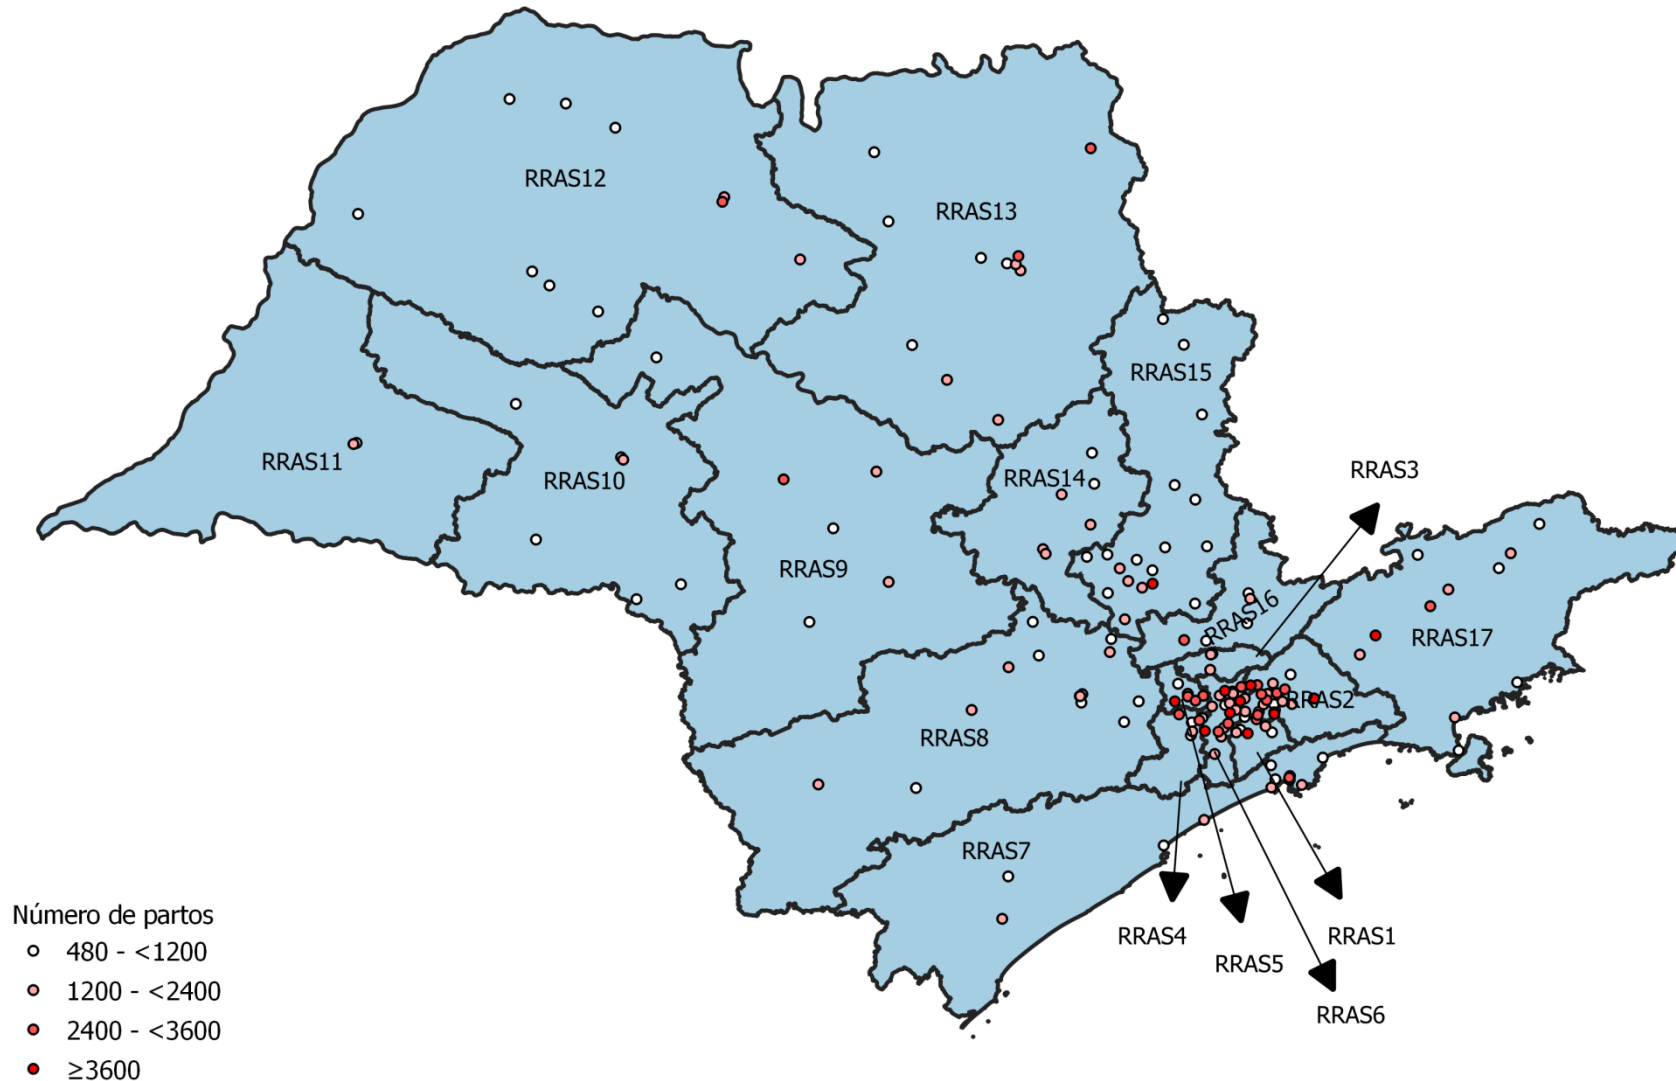 RRAS12
RRAS13
RRAS15
RRAS11
RRAS10
RRAS14
RRAS3
RRAS9
RRAS16
RRAS17
RRAS2
RRAS8
RRAS7
RRAS4
RRAS5
RRAS1
RRAS6
Número de partos
480 - <1200
1200 - <2400
2400 - <3600
≥3600